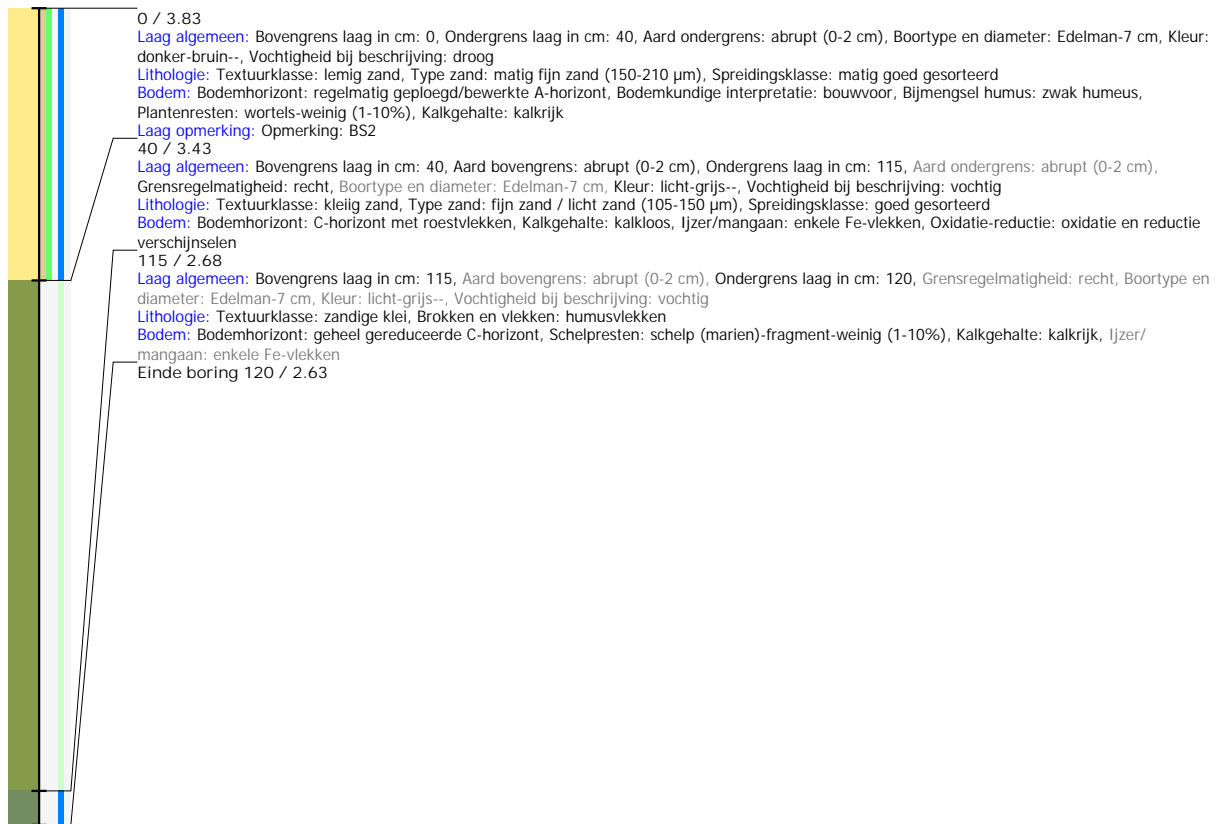 0 / 3.83
Laag algemeen: Bovengrens laag in cm: 0, Ondergrens laag in cm: 40, Aard ondergrens: abrupt (0-2 cm), Boortype en diameter: Edelman-7 cm, Kleur:
donker-bruin--, Vochtigheid bij beschrijving: droog
Lithologie: Textuurklasse: lemig zand, Type zand: matig fijn zand (150-210 µm), Spreidingsklasse: matig goed gesorteerd
Bodem: Bodemhorizont: regelmatig geploegd/bewerkte A-horizont, Bodemkundige interpretatie: bouwvoor, Bijmengsel humus: zwak humeus,
Plantenresten: wortels-weinig (1-10%), Kalkgehalte: kalkrijk
Laag opmerking: Opmerking: BS2
40 / 3.43
Laag algemeen: Bovengrens laag in cm: 40, Aard bovengrens: abrupt (0-2 cm), Ondergrens laag in cm: 115, Aard ondergrens: abrupt (0-2 cm),
Grensregelmatigheid: recht, Boortype en diameter: Edelman-7 cm, Kleur: licht-grijs--, Vochtigheid bij beschrijving: vochtig
Lithologie: Textuurklasse: kleiig zand, Type zand: fijn zand / licht zand (105-150 µm), Spreidingsklasse: goed gesorteerd
Bodem: Bodemhorizont: C-horizont met roestvlekken, Kalkgehalte: kalkloos, Ijzer/mangaan: enkele Fe-vlekken, Oxidatie-reductie: oxidatie en reductie
verschijnselen
115 / 2.68
Laag algemeen: Bovengrens laag in cm: 115, Aard bovengrens: abrupt (0-2 cm), Ondergrens laag in cm: 120, Grensregelmatigheid: recht, Boortype en
diameter: Edelman-7 cm, Kleur: licht-grijs--, Vochtigheid bij beschrijving: vochtig
Lithologie: Textuurklasse: zandige klei, Brokken en vlekken: humusvlekken
Bodem: Bodemhorizont: geheel gereduceerde C-horizont, Schelpresten: schelp (marien)-fragment-weinig (1-10%), Kalkgehalte: kalkrijk, Ijzer/
mangaan: enkele Fe-vlekken
Einde boring 120 / 2.63